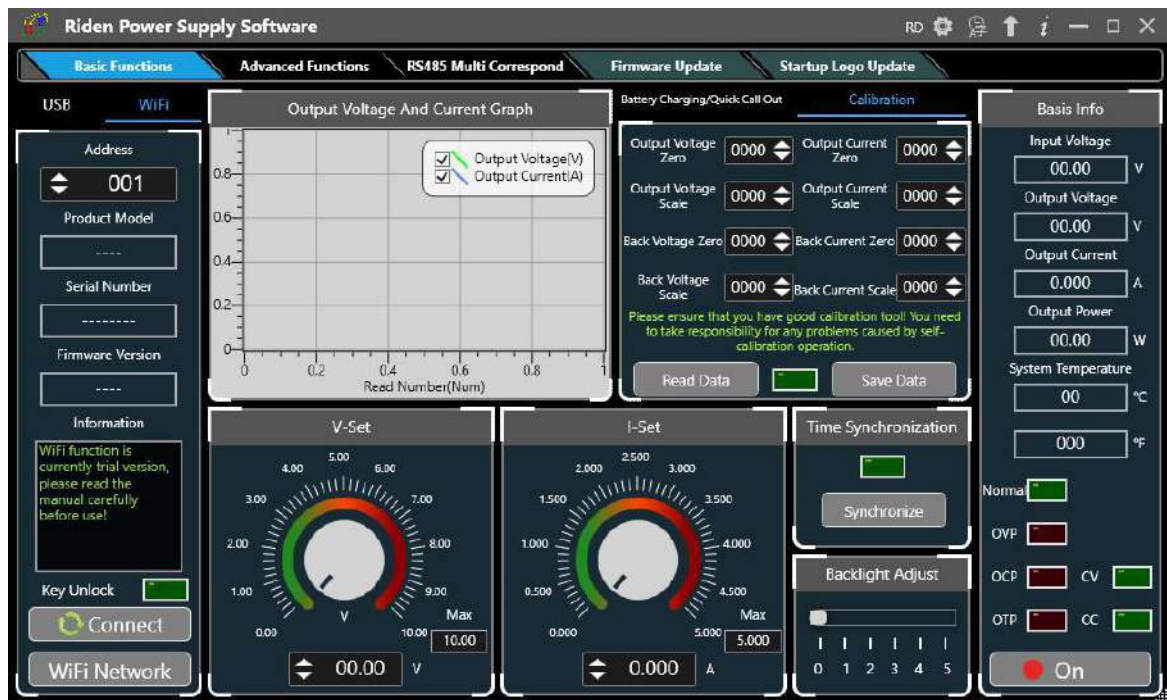 Riden Power Supply Software
RD
Basic Functions
Advanced Functions
RS485 Multi Correspond
Firmware Update
Startup Logo Update
USB
WiFi
Address
001
Product Model
----
Serial Number
--------
Firmware Version
----
Information
WiFi function is
currently trial version,
please read the
manual carefully
before use!
Key Unlock
Connect
WiFi Network
Output Voltage And Current Graph
Output Voltage(V)
Output Current(A)
1
0.8
0.6
0.4
0.2
0
0 0.2 0.4 0.6 0.8 1
Read Number(Num)
Battery Charging/Quick Call Out
Calibration
Output Voltage
Zero
0000
Output Current
Zero
0000
Output Voltage
Scale
0000
Output Current
Scale
0000
Back Voltage Zero
0000
Back Current Zero
0000
Back Voltage
Scale
0000
Back Current Scale
0000
Please ensure that you have good calibration tool! You need
to take responsibility for any problems caused by self-
calibration operation.
Read Data
Save Data
V-Set
0.00
1.00
2.00
3.00
4.00
5.00
6.00
7.00
8.00
9.00
10.00
V
Max
10.00
00.00 V
I-Set
0.000
0.500
1.000
1.500
2.000
2.500
3.000
3.500
4.000
4.500
5.000
A
Max
5.000
0.000 A
Time Synchronization
Synchronize
Backlight Adjust
0 1 2 3 4 5
Basis Info
Input Voltage
00.00 V
Output Voltage
00.00 V
Output Current
0.000 A
Output Power
00.00 W
System Temperature
00 °C
000 °F
Normal
OVP
OCP
CV
OTP
CC
On